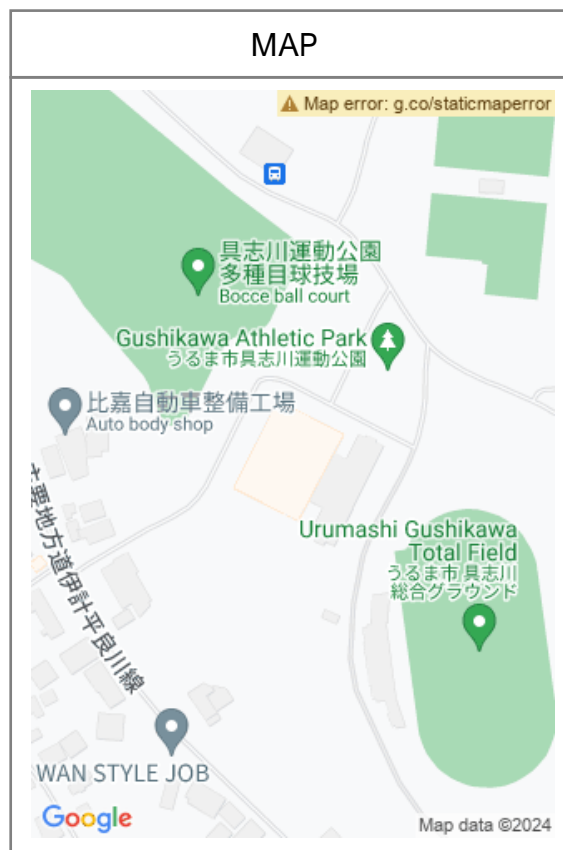 MAP
Map error: g.co/staticmaperror
具志川運動公園
多種目球技場
Bocce ball court
Gushikawa Athletic Park
うるま市具志川運動公園
比嘉自動車整備工場
Auto body shop
主要地方道伊計平良川線
Urumashi Gushikawa
Total Field
うるま市 具志川
総合グラウンド
WAN STYLE JOB
Google
Map data ©2024